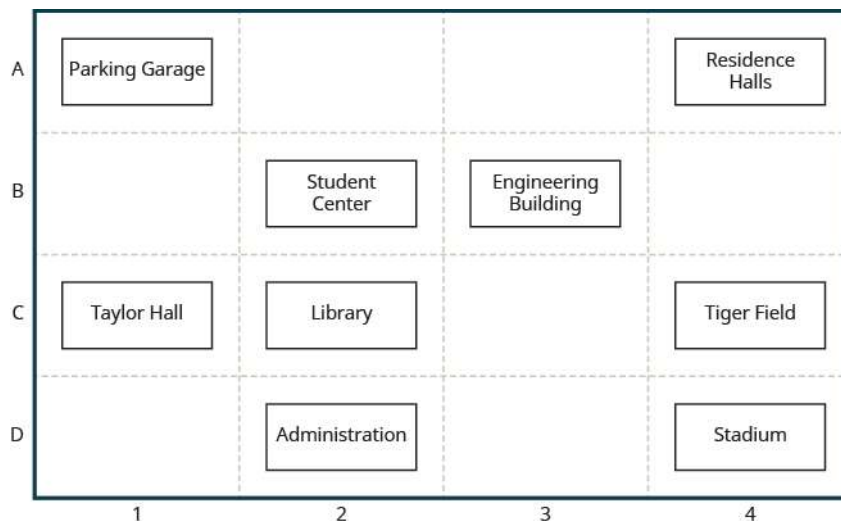 A
Parking Garage
Residence
Halls
B
Student
Center
Engineering
Building
C
Taylor Hall
Library
Tiger Field
D
Administration
Stadium
1
2
3
4